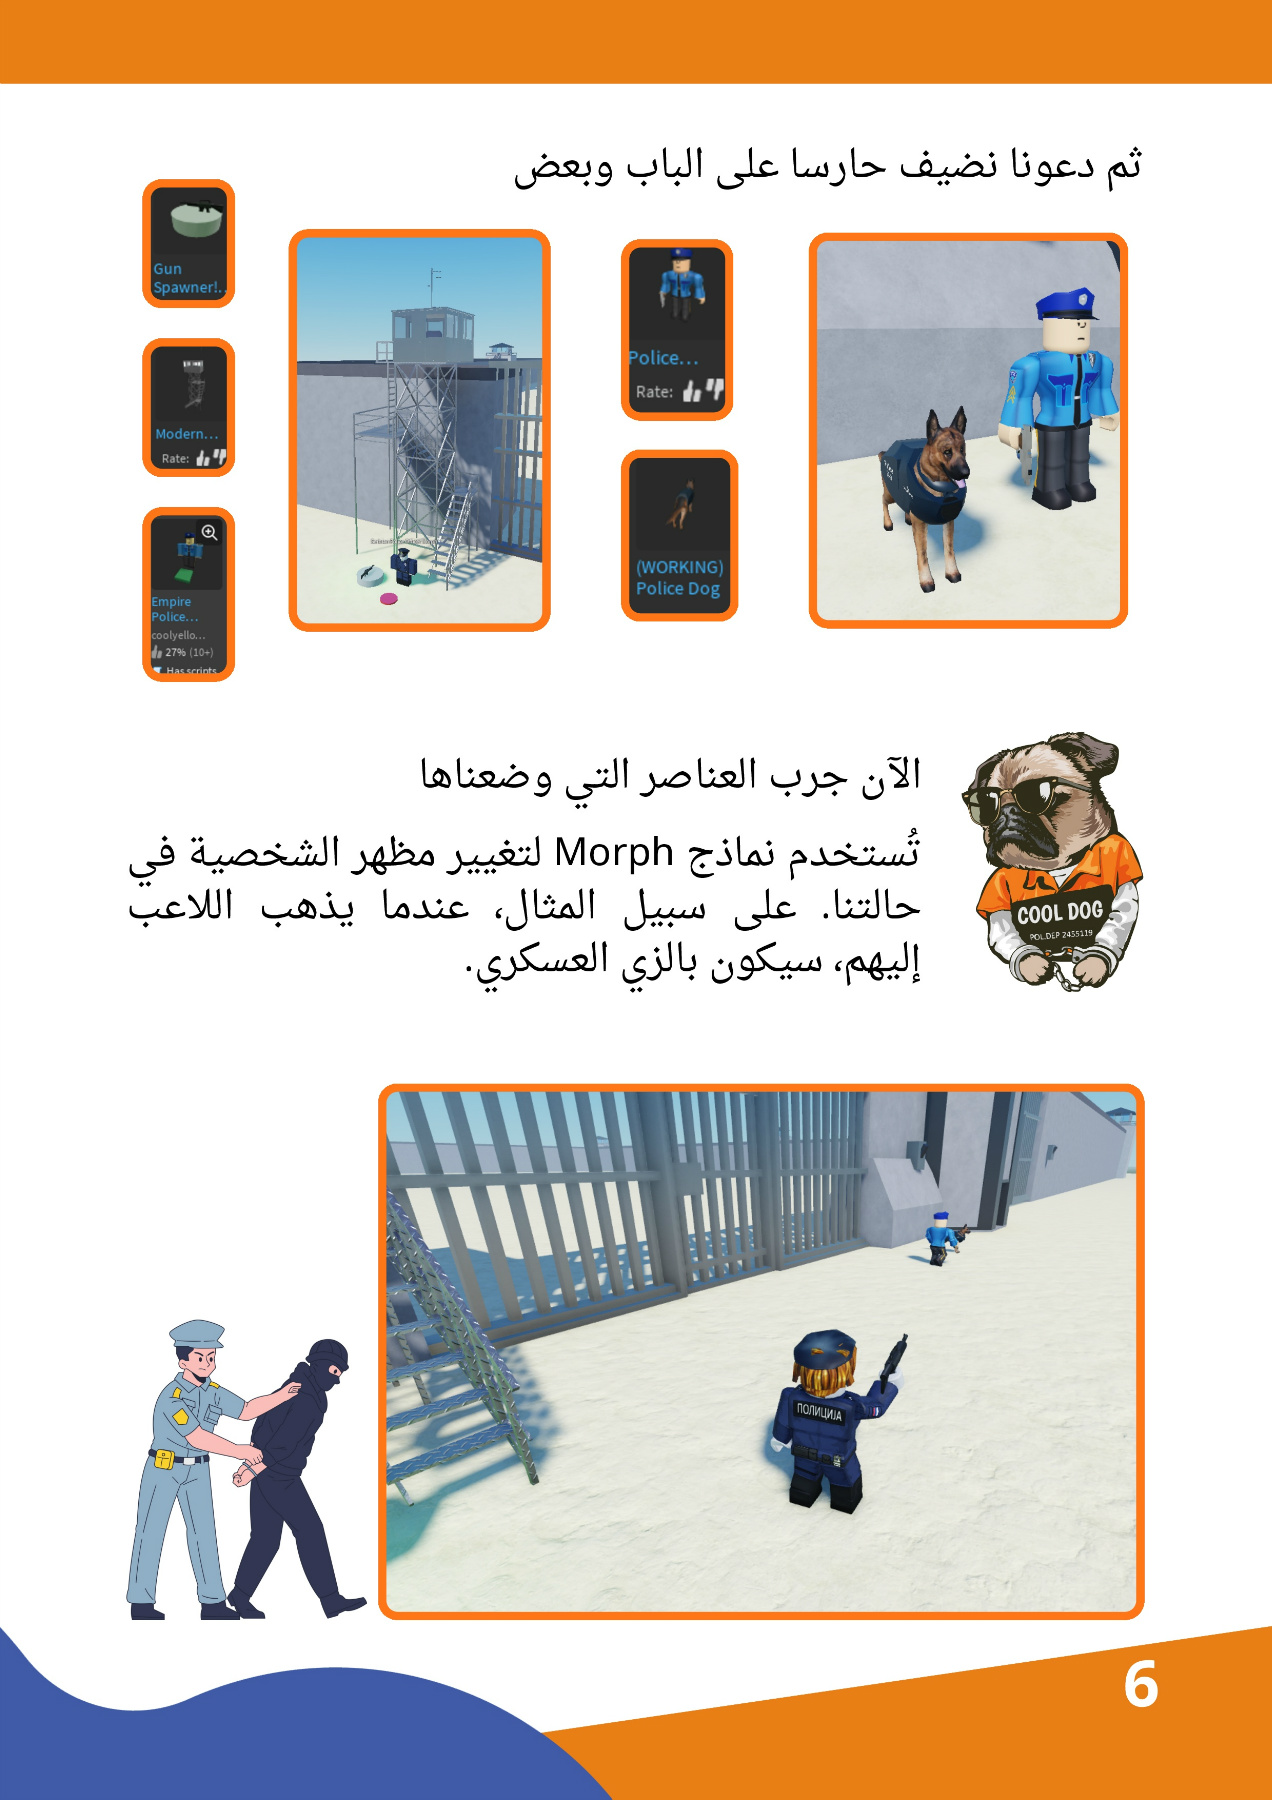 ثم دعونا نضيف حارسا على الباب وبعض
Gun
Spawner!..
Modern...
Rate:
Empire
Police...
coolyello...
27% (10+)
Has scripts
Police...
Rate:
(WORKING)
Police Dog
الآن جرب العناصر التي وضعناها
تُستخدم نماذج Morph لتغيير مظهر الشخصية في
حالتنا. على سبيل المثال، عندما يذهب اللاعب
إليهم، سيكون بالزي العسكري.
COOL DOG
POL.DEP 2455119
ПОЛИЦИЈА
6